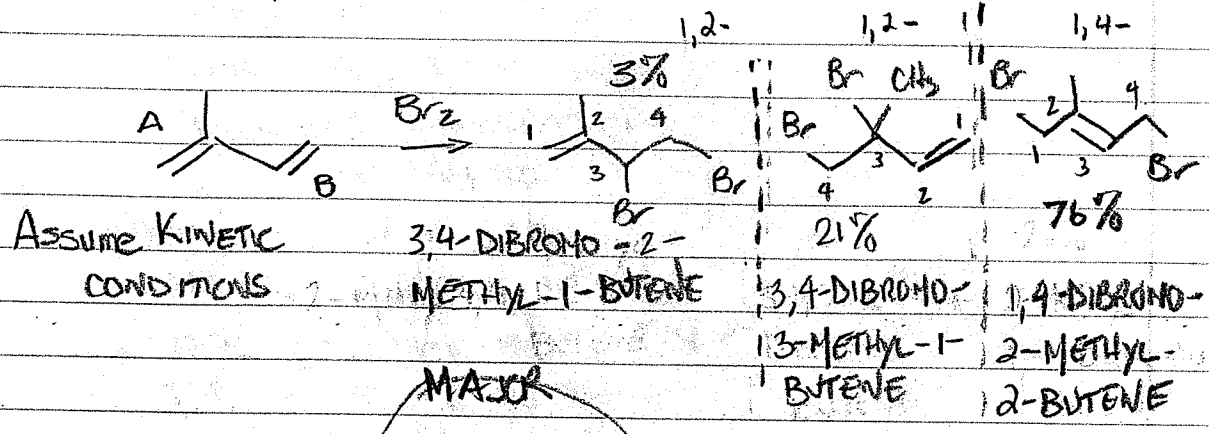 1,2-
1,2-
1,4-
3%
Br CH3
Br
A
Br2
1
2
4
Br
1
2
4
B
3
Br
Br
3
4
2
1
3
Br
ASSUME KINETIC
CONDITIONS
3,4-DIBROMO-2-
METHYL-1-BUTENE
21%
3,4-DIBROMO-
3-METHYL-1-
BUTENE
76%
1,4-DIBROMO-
2-METHYL-
2-BUTENE
MAJOR